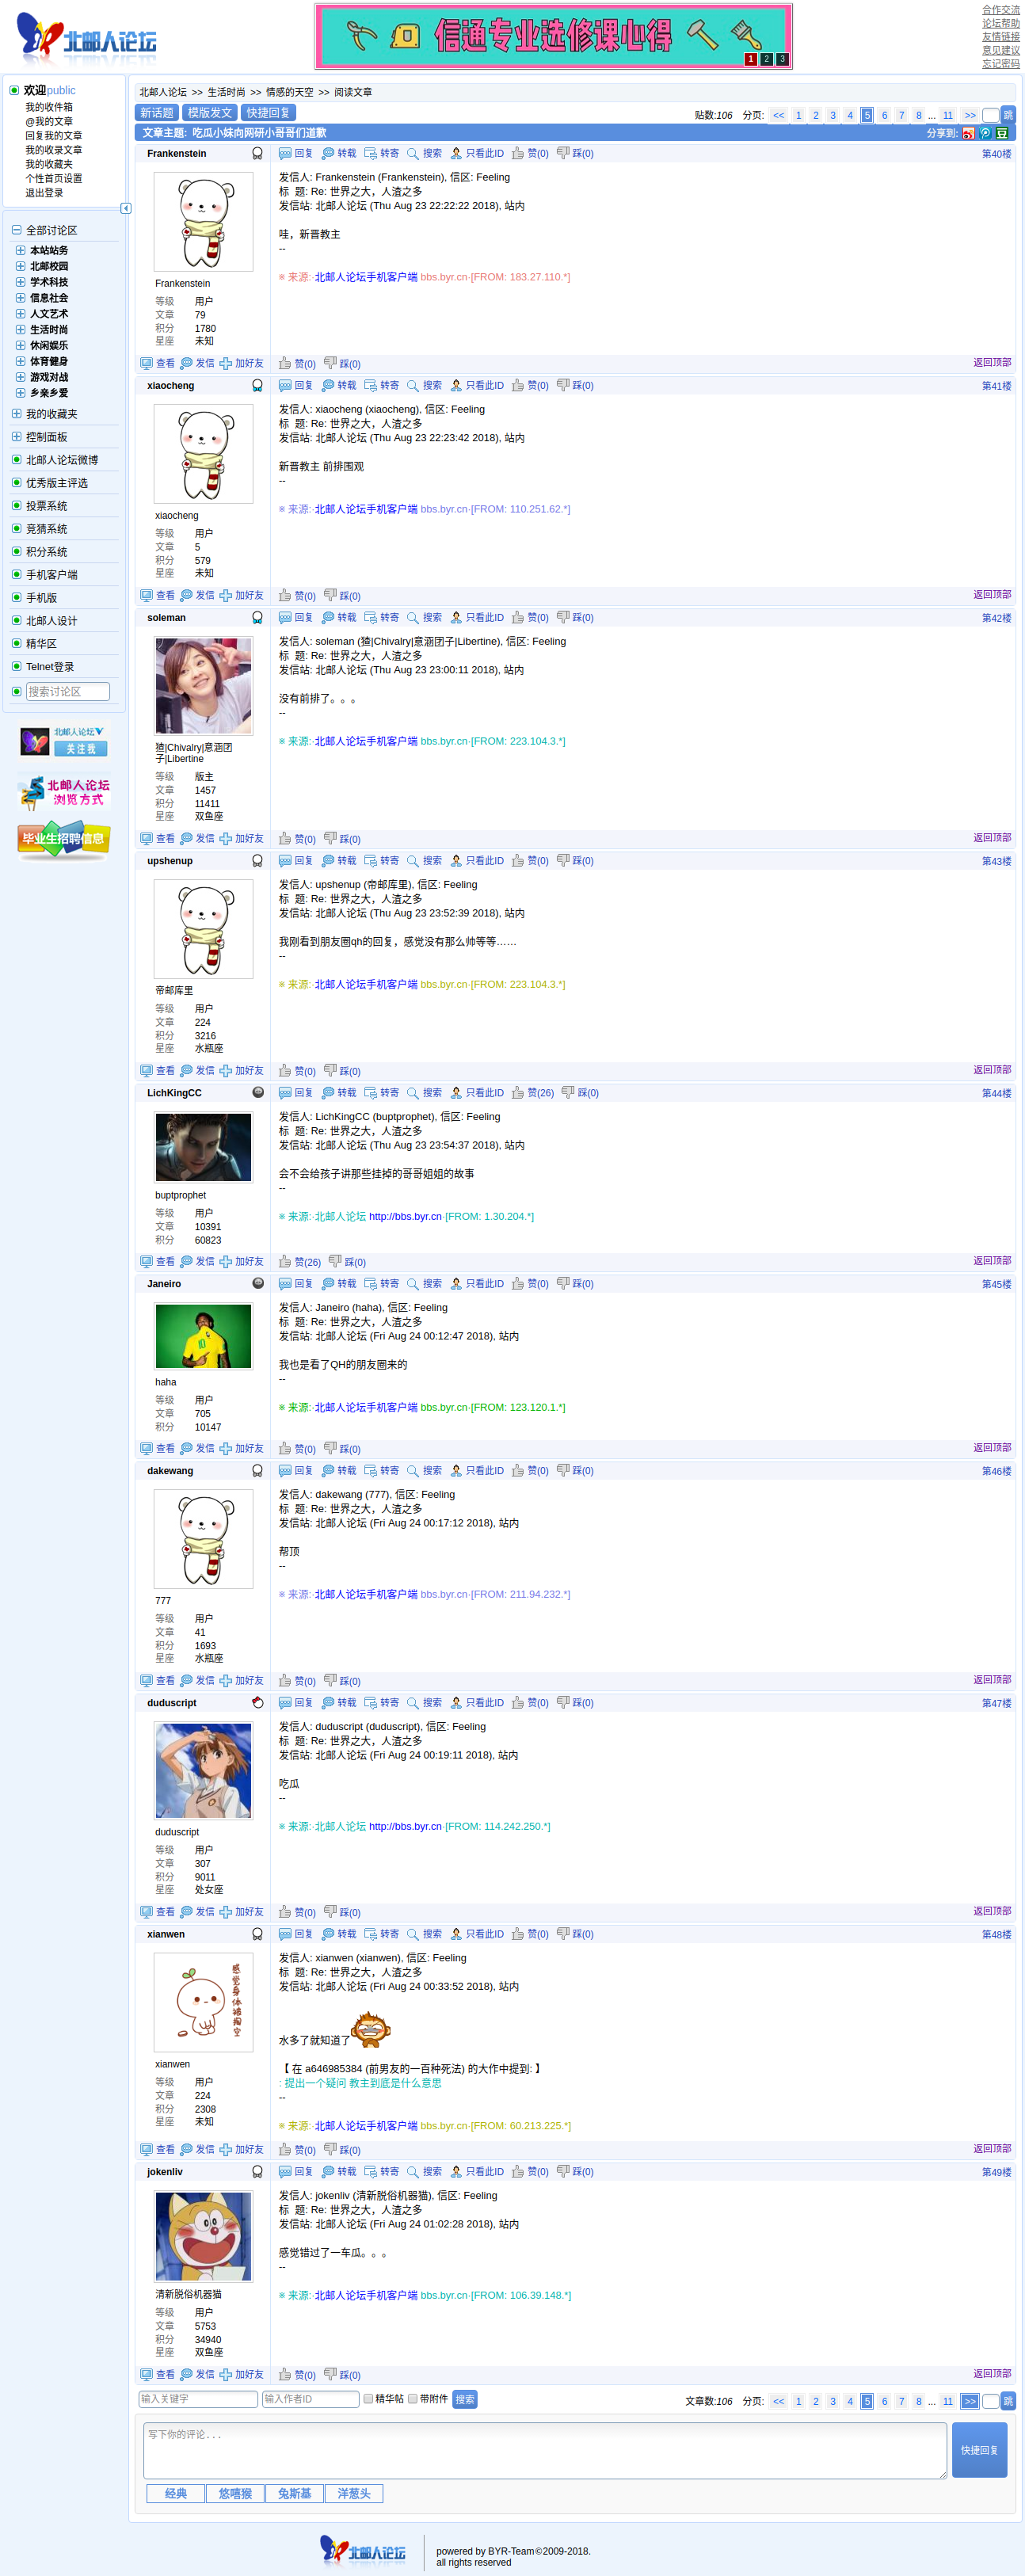 北邮人论坛
信通专业选修课心得
1 2 3
合作交流
论坛帮助
友情链接
意见建议
忘记密码
欢迎public
我的收件箱
@我的文章
回复我的文章
我的收录文章
我的收藏夹
个性首页设置
退出登录
全部讨论区
本站站务
北邮校园
学术科技
信息社会
人文艺术
生活时尚
休闲娱乐
体育健身
游戏对战
乡亲乡爱
我的收藏夹
控制面板
北邮人论坛微博
优秀版主评选
投票系统
竞猜系统
积分系统
手机客户端
手机版
北邮人设计
精华区
Telnet登录
搜索讨论区
北邮人论坛
关注我
北邮人论坛
浏览方式
毕业生招聘信息
北邮人论坛 >> 生活时尚 >> 情感的天空 >> 阅读文章
新话题 模版发文 快捷回复
贴数:106 分页: << 1 2 3 4 5 6 7 8 ... 11 >> 跳
文章主题: 吃瓜小妹向网研小哥哥们道歉 分享到:
Frankenstein 回复 转载 转寄 搜索 只看此ID 赞(0) 踩(0) 第40楼
发信人: Frankenstein (Frankenstein), 信区: Feeling
标 题: Re: 世界之大，人渣之多
发信站: 北邮人论坛 (Thu Aug 23 22:22:22 2018), 站内
哇，新晋教主
--
※ 来源:·北邮人论坛手机客户端 bbs.byr.cn·[FROM: 183.27.110.*]
Frankenstein
等级 用户
文章 79
积分 1780
星座 未知
查看 发信 加好友 赞(0) 踩(0) 返回顶部
xiaocheng 回复 转载 转寄 搜索 只看此ID 赞(0) 踩(0) 第41楼
发信人: xiaocheng (xiaocheng), 信区: Feeling
标 题: Re: 世界之大，人渣之多
发信站: 北邮人论坛 (Thu Aug 23 22:23:42 2018), 站内
新晋教主 前排围观
--
※ 来源:·北邮人论坛手机客户端 bbs.byr.cn·[FROM: 110.251.62.*]
xiaocheng
等级 用户
文章 5
积分 579
星座 未知
查看 发信 加好友 赞(0) 踩(0) 返回顶部
soleman 回复 转载 转寄 搜索 只看此ID 赞(0) 踩(0) 第42楼
发信人: soleman (猹|Chivalry|意涵团子|Libertine), 信区: Feeling
标 题: Re: 世界之大，人渣之多
发信站: 北邮人论坛 (Thu Aug 23 23:00:11 2018), 站内
没有前排了。。。
--
※ 来源:·北邮人论坛手机客户端 bbs.byr.cn·[FROM: 223.104.3.*]
猹|Chivalry|意涵团
子|Libertine
等级 版主
文章 1457
积分 11411
星座 双鱼座
查看 发信 加好友 赞(0) 踩(0) 返回顶部
upshenup 回复 转载 转寄 搜索 只看此ID 赞(0) 踩(0) 第43楼
发信人: upshenup (帝邮库里), 信区: Feeling
标 题: Re: 世界之大，人渣之多
发信站: 北邮人论坛 (Thu Aug 23 23:52:39 2018), 站内
我刚看到朋友圈qh的回复，感觉没有那么帅等等……
--
※ 来源:·北邮人论坛手机客户端 bbs.byr.cn·[FROM: 223.104.3.*]
帝邮库里
等级 用户
文章 224
积分 3216
星座 水瓶座
查看 发信 加好友 赞(0) 踩(0) 返回顶部
LichKingCC 回复 转载 转寄 搜索 只看此ID 赞(26) 踩(0) 第44楼
发信人: LichKingCC (buptprophet), 信区: Feeling
标 题: Re: 世界之大，人渣之多
发信站: 北邮人论坛 (Thu Aug 23 23:54:37 2018), 站内
会不会给孩子讲那些挂掉的哥哥姐姐的故事
--
※ 来源:·北邮人论坛 http://bbs.byr.cn·[FROM: 1.30.204.*]
buptprophet
等级 用户
文章 10391
积分 60823
查看 发信 加好友 赞(26) 踩(0) 返回顶部
Janeiro 回复 转载 转寄 搜索 只看此ID 赞(0) 踩(0) 第45楼
发信人: Janeiro (haha), 信区: Feeling
标 题: Re: 世界之大，人渣之多
发信站: 北邮人论坛 (Fri Aug 24 00:12:47 2018), 站内
我也是看了QH的朋友圈来的
--
※ 来源:·北邮人论坛手机客户端 bbs.byr.cn·[FROM: 123.120.1.*]
haha
等级 用户
文章 705
积分 10147
查看 发信 加好友 赞(0) 踩(0) 返回顶部
dakewang 回复 转载 转寄 搜索 只看此ID 赞(0) 踩(0) 第46楼
发信人: dakewang (777), 信区: Feeling
标 题: Re: 世界之大，人渣之多
发信站: 北邮人论坛 (Fri Aug 24 00:17:12 2018), 站内
帮顶
--
※ 来源:·北邮人论坛手机客户端 bbs.byr.cn·[FROM: 211.94.232.*]
777
等级 用户
文章 41
积分 1693
星座 水瓶座
查看 发信 加好友 赞(0) 踩(0) 返回顶部
duduscript 回复 转载 转寄 搜索 只看此ID 赞(0) 踩(0) 第47楼
发信人: duduscript (duduscript), 信区: Feeling
标 题: Re: 世界之大，人渣之多
发信站: 北邮人论坛 (Fri Aug 24 00:19:11 2018), 站内
吃瓜
--
※ 来源:·北邮人论坛 http://bbs.byr.cn·[FROM: 114.242.250.*]
duduscript
等级 用户
文章 307
积分 9011
星座 处女座
查看 发信 加好友 赞(0) 踩(0) 返回顶部
xianwen 回复 转载 转寄 搜索 只看此ID 赞(0) 踩(0) 第48楼
发信人: xianwen (xianwen), 信区: Feeling
标 题: Re: 世界之大，人渣之多
发信站: 北邮人论坛 (Fri Aug 24 00:33:52 2018), 站内
感觉身体被掏空
水多了就知道了
【 在 a646985384 (前男友的一百种死法) 的大作中提到: 】
: 提出一个疑问 教主到底是什么意思
--
※ 来源:·北邮人论坛手机客户端 bbs.byr.cn·[FROM: 60.213.225.*]
xianwen
等级 用户
文章 224
积分 2308
星座 未知
查看 发信 加好友 赞(0) 踩(0) 返回顶部
jokenliv 回复 转载 转寄 搜索 只看此ID 赞(0) 踩(0) 第49楼
发信人: jokenliv (清新脱俗机器猫), 信区: Feeling
标 题: Re: 世界之大，人渣之多
发信站: 北邮人论坛 (Fri Aug 24 01:02:28 2018), 站内
感觉错过了一车瓜。。。
--
※ 来源:·北邮人论坛手机客户端 bbs.byr.cn·[FROM: 106.39.148.*]
清新脱俗机器猫
等级 用户
文章 5753
积分 34940
星座 双鱼座
查看 发信 加好友 赞(0) 踩(0) 返回顶部
输入关键字 输入作者ID 精华帖 带附件 搜索
文章数:106 分页: << 1 2 3 4 5 6 7 8 ... 11 >> 跳
写下你的评论...
快捷回复
经典 悠嘻猴 兔斯基 洋葱头
北邮人论坛
powered by BYR-Team©2009-2018.
all rights reserved